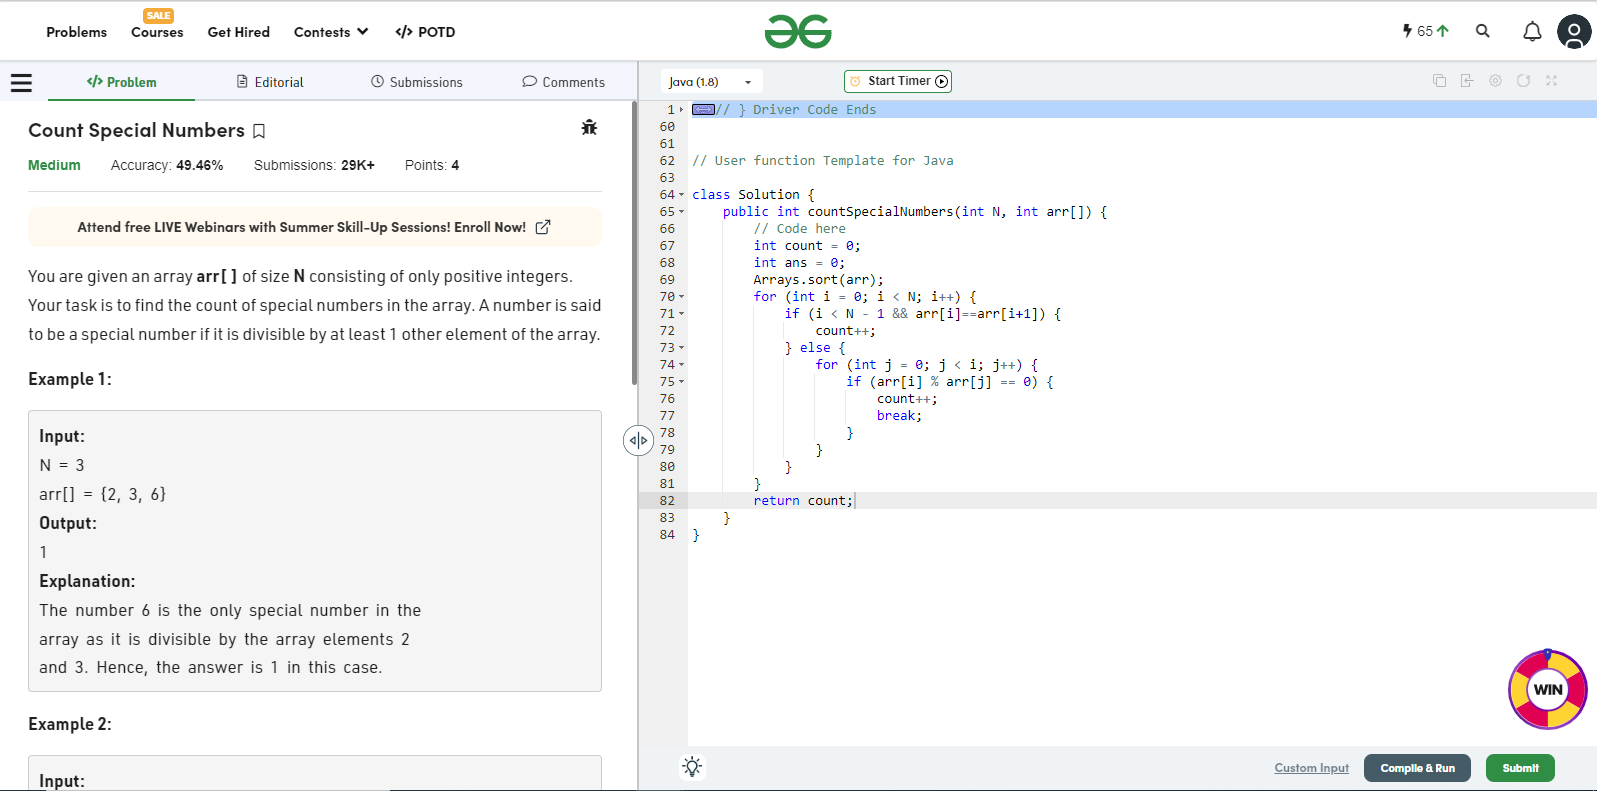 SALE
Problems Courses Get Hired Contests </> POTD
65
</> Problem Editorial Submissions Comments
Count Special Numbers
Medium Accuracy: 49.46% Submissions: 29K+ Points: 4
Attend free LIVE Webinars with Summer Skill-Up Sessions! Enroll Now!
You are given an array arr[ ] of size N consisting of only positive integers.
Your task is to find the count of special numbers in the array. A number is said
to be a special number if it is divisible by at least 1 other element of the array.
Example 1:
Input:
N = 3
arr[] = {2, 3, 6}
Output:
1
Explanation:
The number 6 is the only special number in the
array as it is divisible by the array elements 2
and 3. Hence, the answer is 1 in this case.
Example 2:
Input:
Java (1.8) Start Timer
1 // } Driver Code Ends
60
61
62 // User function Template for Java
63
64 class Solution {
65 public int countSpecialNumbers(int N, int arr[]) {
66 // Code here
67 int count = 0;
68 int ans = 0;
69 Arrays.sort(arr);
70 for (int i = 0; i < N; i++) {
71 if (i < N - 1 && arr[i]==arr[i+1]) {
72 count++;
73 } else {
74 for (int j = 0; j < i; j++) {
75 if (arr[i] % arr[j] == 0) {
76 count++;
77 break;
78 }
79 }
80 }
81 }
82 return count;
83 }
84 }
WIN
Custom Input Compile & Run Submit